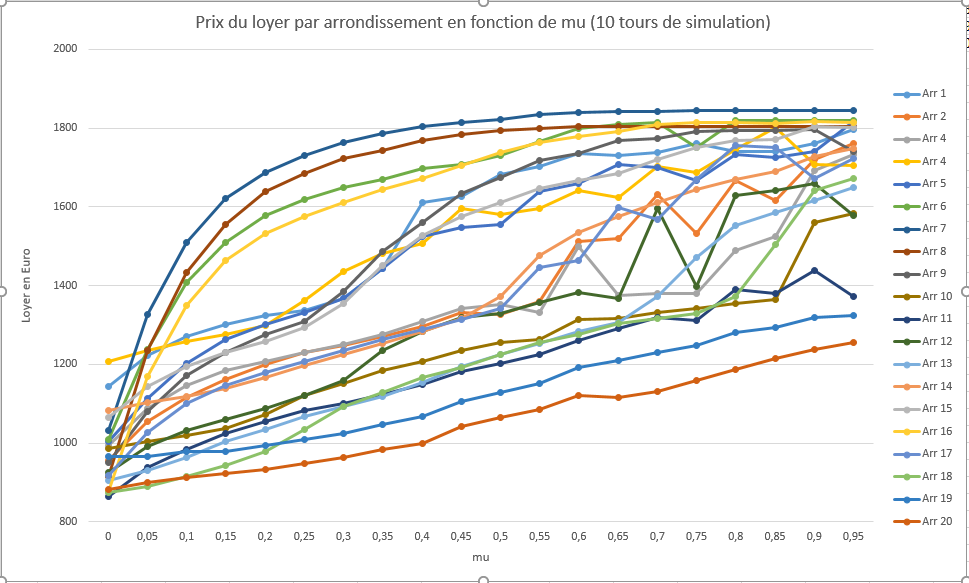 Prix du loyer par arrondissement en fonction de mu (10 tours de simulation)
2000
1800
1600
1400
1200
1000
800
Loyer en Euro
0 0,05 0,1 0,15 0,2 0,25 0,3 0,35 0,4 0,45 0,5 0,55 0,6 0,65 0,7 0,75 0,8 0,85 0,9 0,95
mu
Arr 1
Arr 2
Arr 4
Arr 4
Arr 5
Arr 6
Arr 7
Arr 8
Arr 9
Arr 10
Arr 11
Arr 12
Arr 13
Arr 14
Arr 15
Arr 16
Arr 17
Arr 18
Arr 19
Arr 20